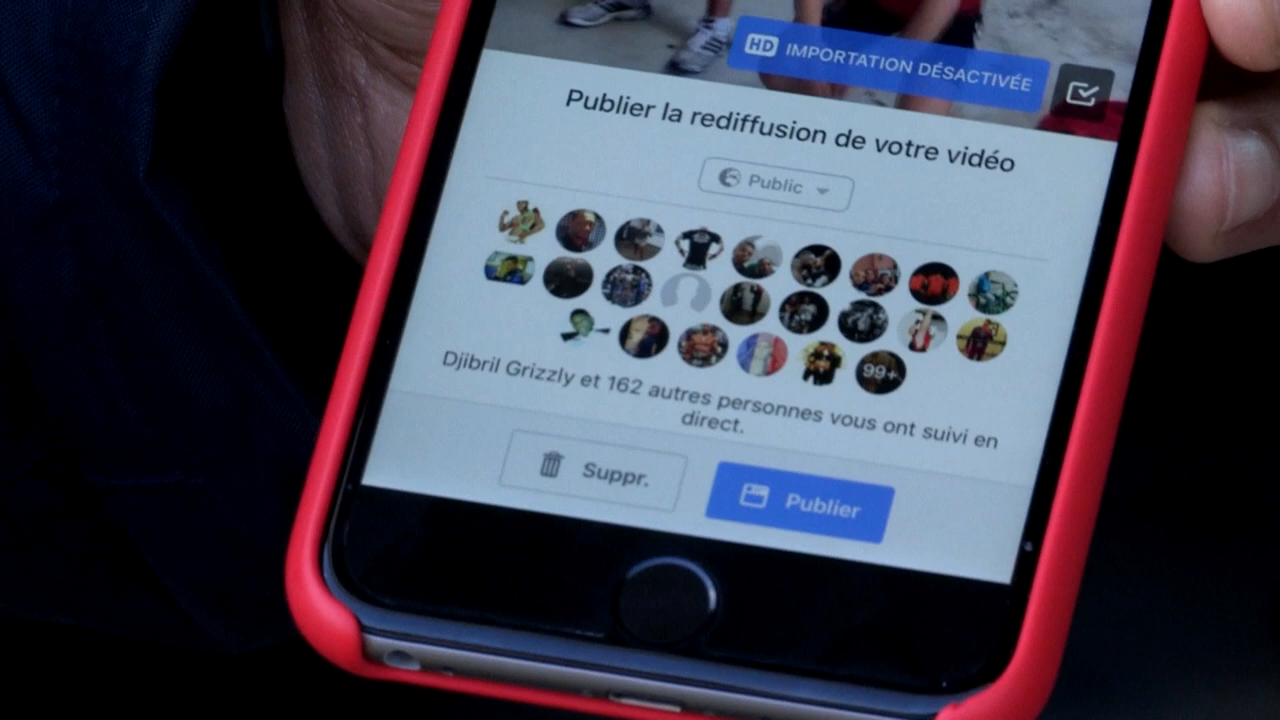 HD IMPORTATION DÉSACTIVÉE
Publier la rediffusion de votre vidéo
Public
99+
Djibril Grizzly et 162 autres personnes vous ont suivi en
direct.
Suppr.
Publier